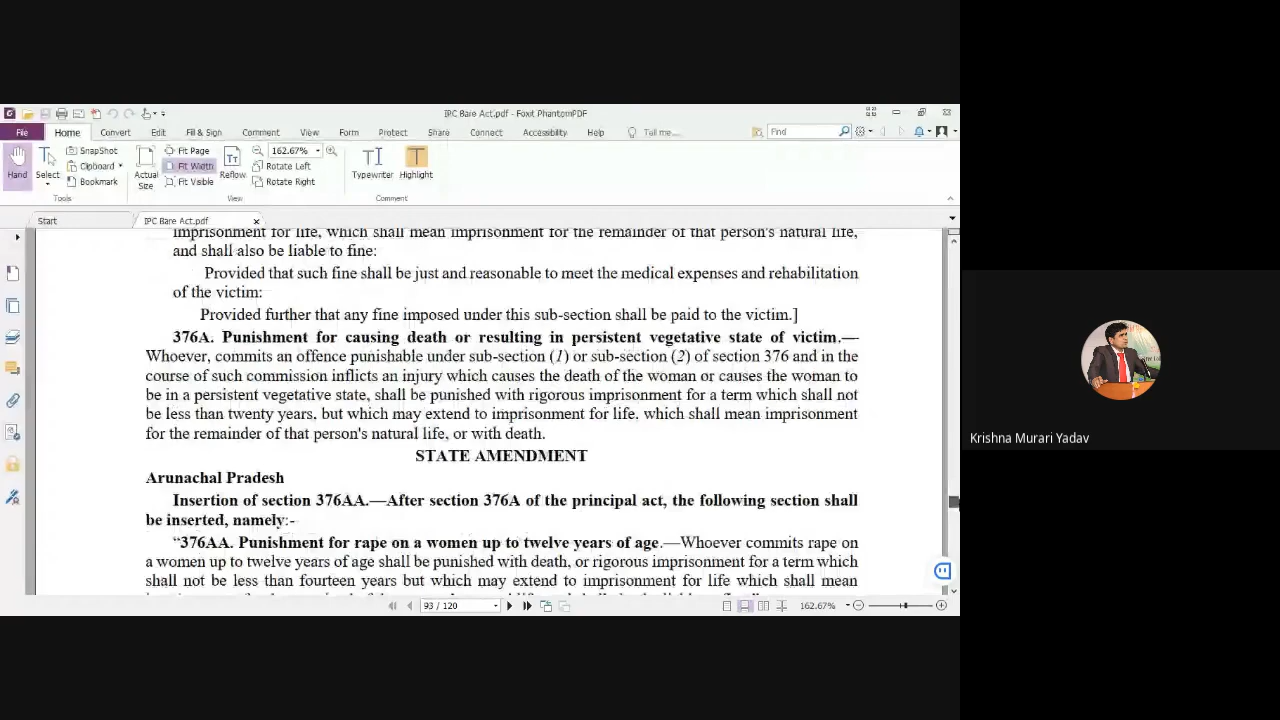 IPC Bare Act.pdf - Foxit PhantomPDF
File Home Convert Edit Fill & Sign Comment View Form Protect Share Connect Accessibility Help Tell me... Find
Hand
Select
SnapShot
Clipboard
Bookmark
Tools
Actual Size
Fit Page
Fit Width
Fit Visible
Reflow
162.67%
Rotate Left
Rotate Right
View
Typewriter
Highlight
Comment
Start
IPC Bare Act.pdf
imprisonment for life, which shall mean imprisonment for the remainder of that person's natural life,
and shall also be liable to fine:
Provided that such fine shall be just and reasonable to meet the medical expenses and rehabilitation
of the victim:
Provided further that any fine imposed under this sub-section shall be paid to the victim.]
376A. Punishment for causing death or resulting in persistent vegetative state of victim.—
Whoever, commits an offence punishable under sub-section (1) or sub-section (2) of section 376 and in the
course of such commission inflicts an injury which causes the death of the woman or causes the woman to
be in a persistent vegetative state, shall be punished with rigorous imprisonment for a term which shall not
be less than twenty years, but which may extend to imprisonment for life, which shall mean imprisonment
for the remainder of that person's natural life, or with death.
STATE AMENDMENT
Arunachal Pradesh
Insertion of section 376AA.—After section 376A of the principal act, the following section shall
be inserted, namely:-
“376AA. Punishment for rape on a women up to twelve years of age.—Whoever commits rape on
a women up to twelve years of age shall be punished with death, or rigorous imprisonment for a term which
shall not be less than fourteen years but which may extend to imprisonment for life which shall mean
93 / 120
162.67%
Krishna Murari Yadav